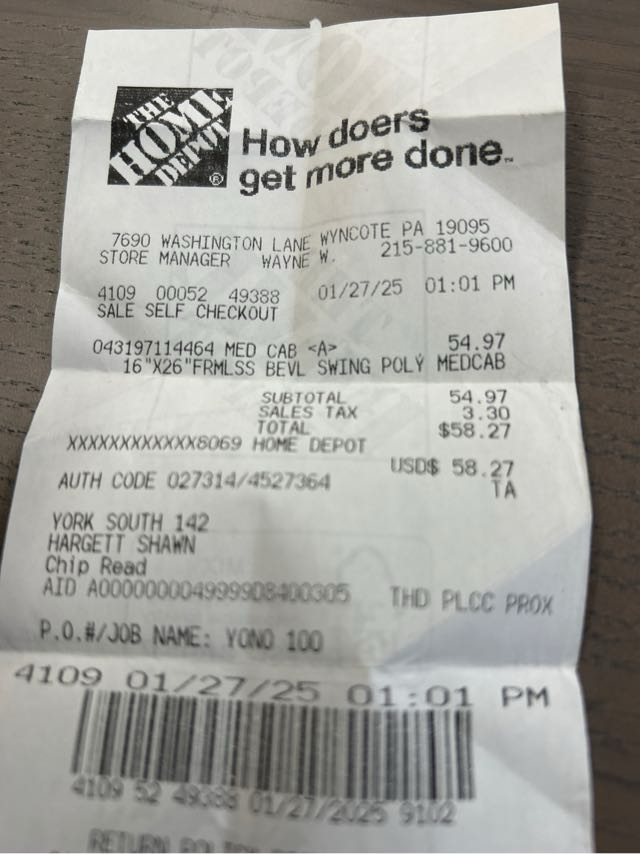 THE
HOME
DEPOT
®
How doers
get more done.™
7690 WASHINGTON LANE WYNCOTE PA 19095
STORE MANAGER WAYNE W. 215-881-9600
4109 00052 49388 01/27/25 01:01 PM
SALE SELF CHECKOUT
043197114464 MED CAB <A> 54.97
16"X26"FRMLSS BEVL SWING POLY MEDCAB
SUBTOTAL 54.97
SALES TAX 3.30
TOTAL $58.27
XXXXXXXXXXXX8069 HOME DEPOT
USD$ 58.27
AUTH CODE 027314/4527364 TA
YORK SOUTH 142
HARGETT SHAWN
Chip Read
AID A0000000049999D8400305 THD PLCC PROX
P.O.#/JOB NAME: YONO 100
4109 01/27/25 01:01 PM
4109 52 49388 01/27/2025 9102
RETURN